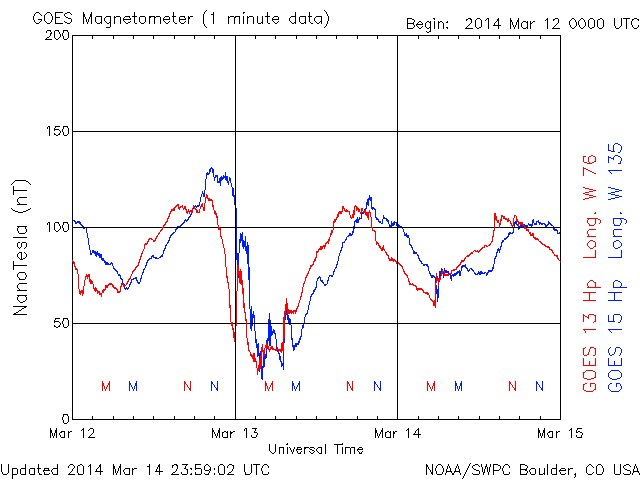 GOES Magnetometer (1 minute data)
Begin: 2014 Mar 12 0000 UTC
200
150
100
50
0
NanoTesla (nT)
M M N N M M N N M M N N
Mar 12 Mar 13 Mar 14 Mar 15
Universal Time
GOES 13 Hp Long. W 76
GOES 15 Hp Long. W 135
Updated 2014 Mar 14 23:59:02 UTC
NOAA/SWPC Boulder, CO USA